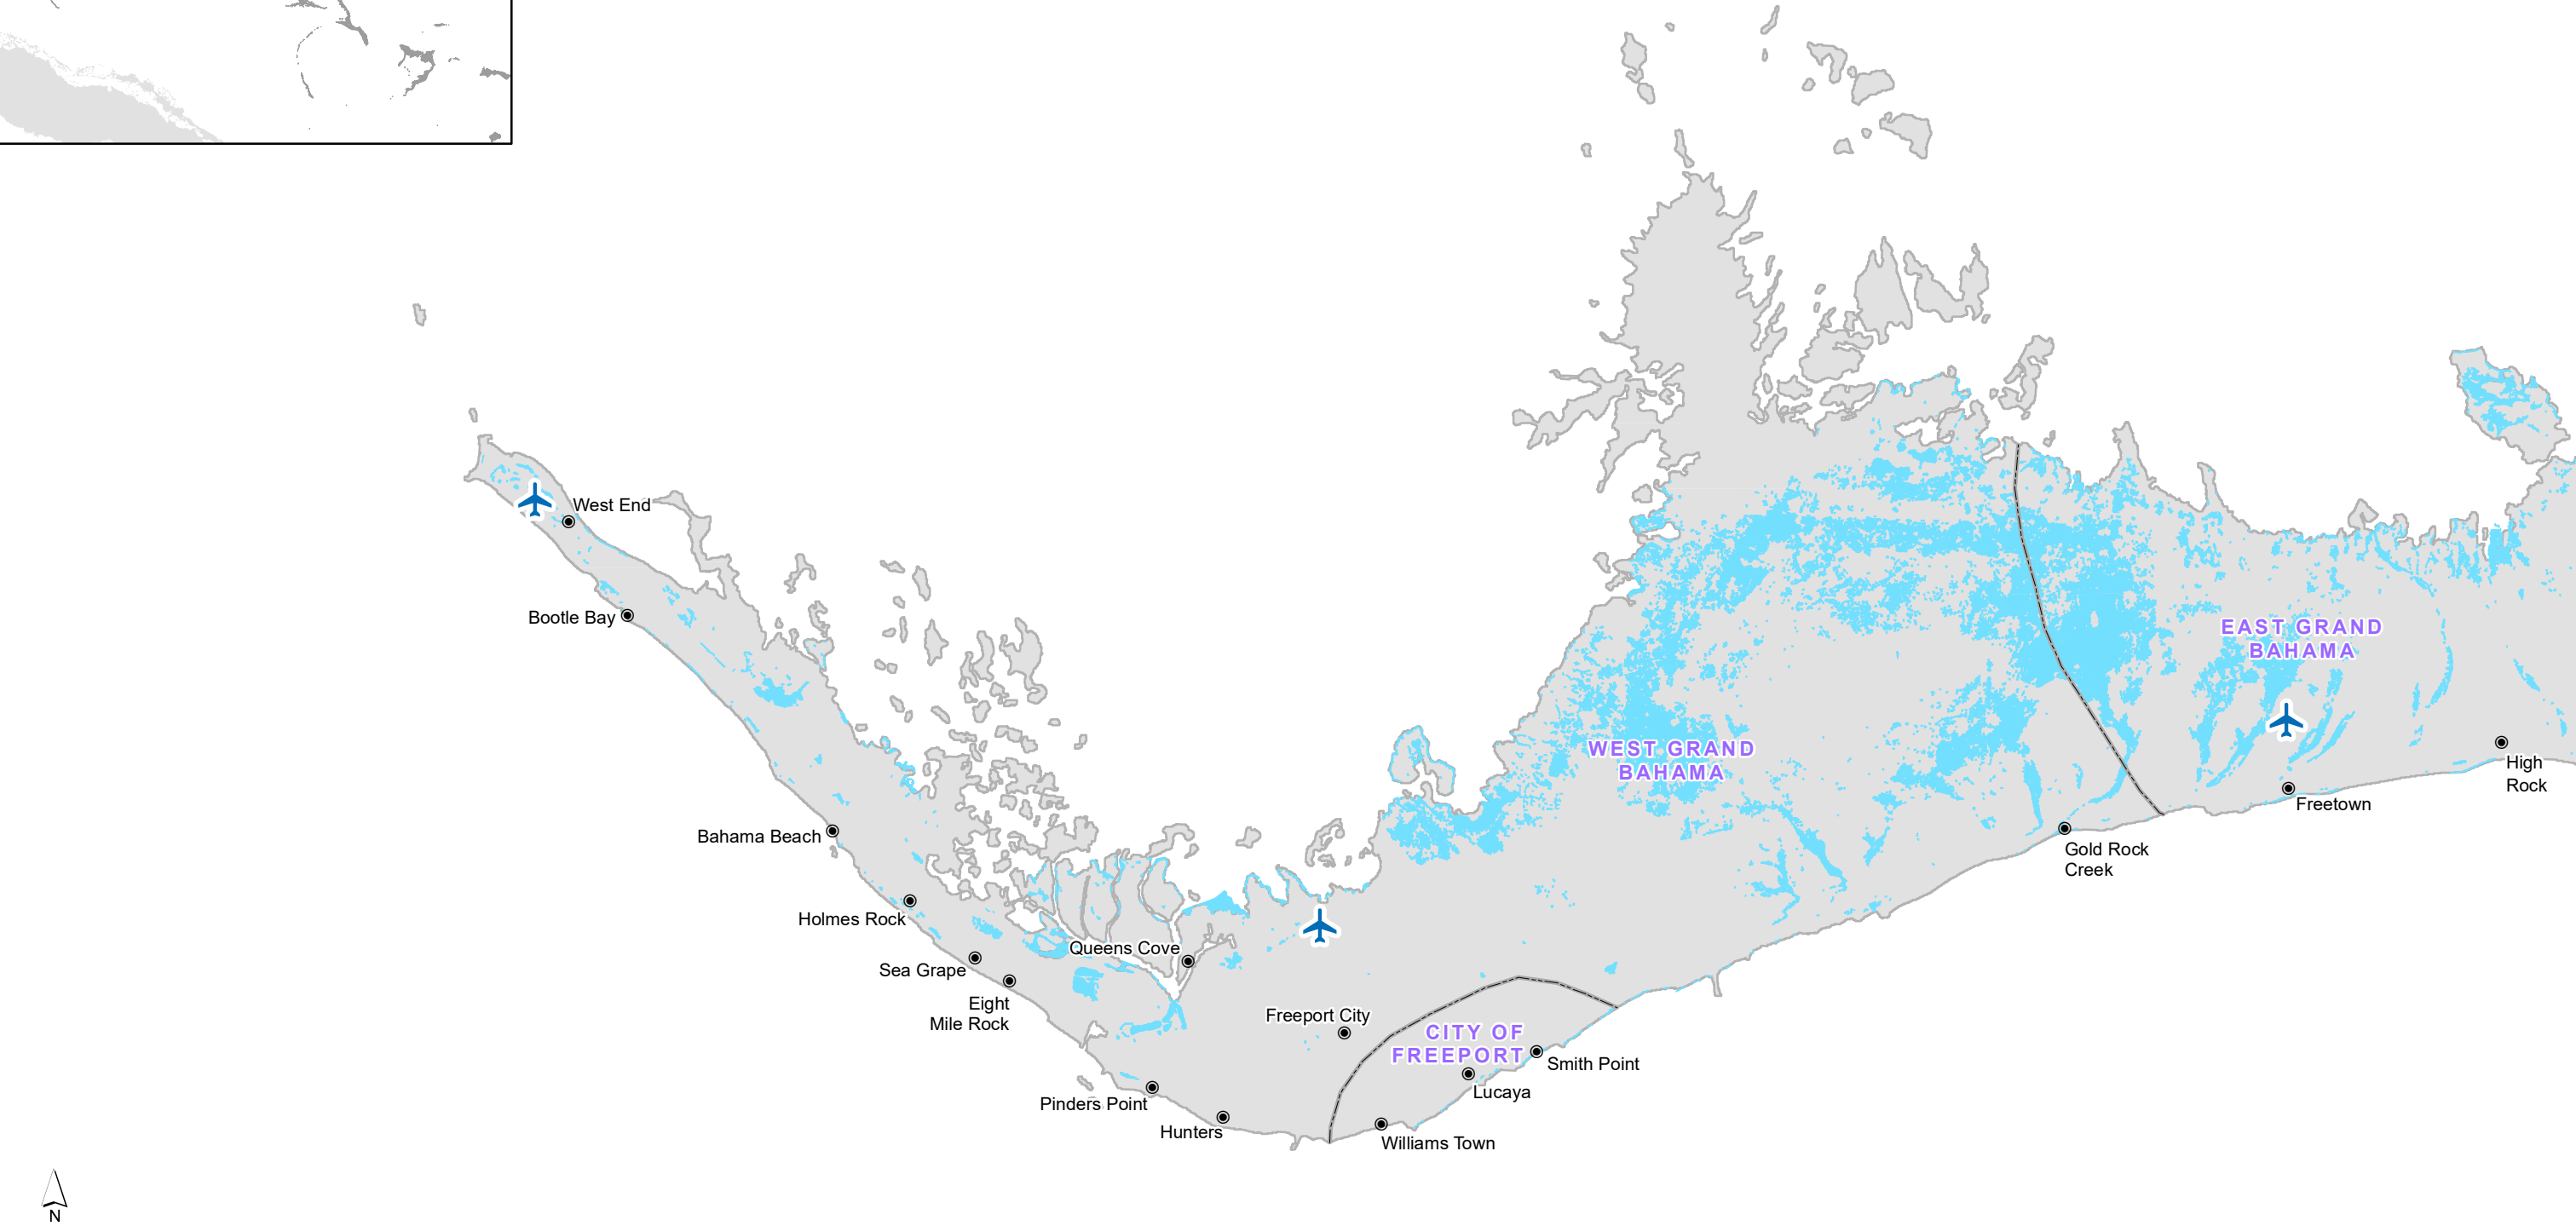 West End
Bootle Bay
EAST GRAND
BAHAMA
WEST GRAND
BAHAMA
High
Rock
Freetown
Bahama Beach
Gold Rock
Creek
Holmes Rock
Queens Cove
Sea Grape
Eight
Mile Rock
Freeport City
CITY OF
FREEPORT
Smith Point
Lucaya
Pinders Point
Hunters
Williams Town
N